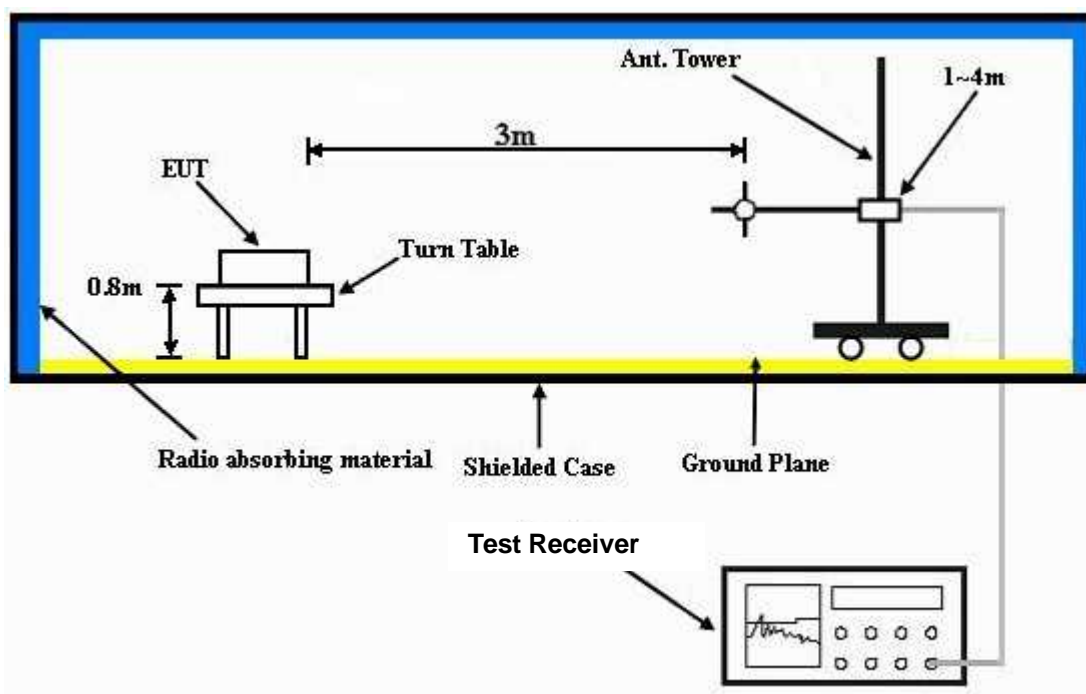 Ant. Tower
1~4m
3m
EUT
Turn Table
0.8m
Radio absorbing material
Shielded Case
Ground Plane
Test Receiver